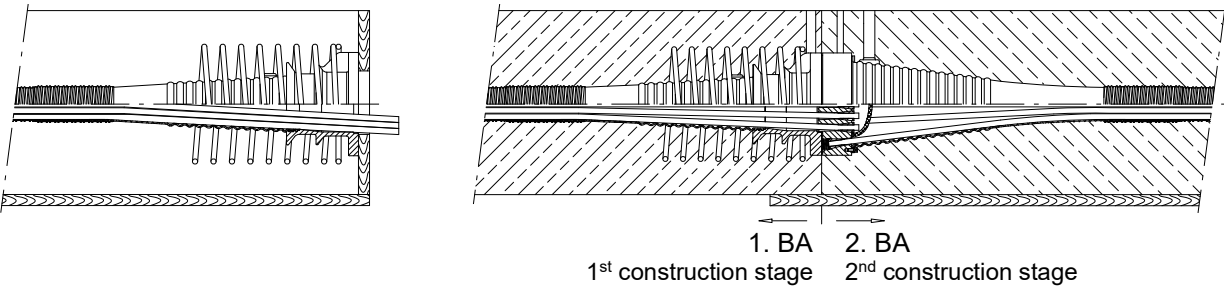 1. BA 2. BA
1st construction stage 2nd construction stage